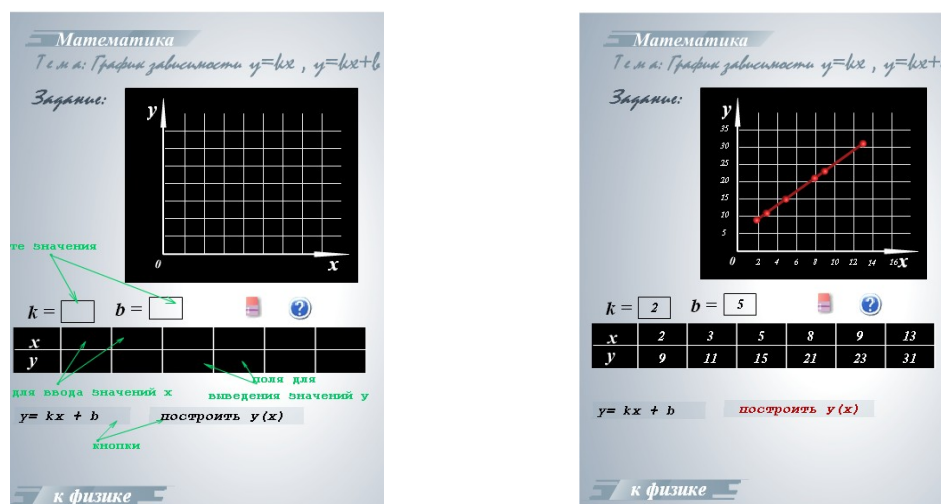 Математика
Тема: График зависимости y=kx , y=kx+b
Задание:
y
0
x
те значения
k =
b =
x
y
поля для
для ввода значений x
выведения значений y
y= kx + b
построить y(x)
кнопки
к физике
Математика
Тема: График зависимости y=kx , y=kx+
Задание:
y
35
30
25
20
15
10
5
0 2 4 6 8 10 12 14 16 x
k = 2 b = 5
x 2 3 5 8 9 13
y 9 11 15 21 23 31
y= kx + b
построить y(x)
к физике